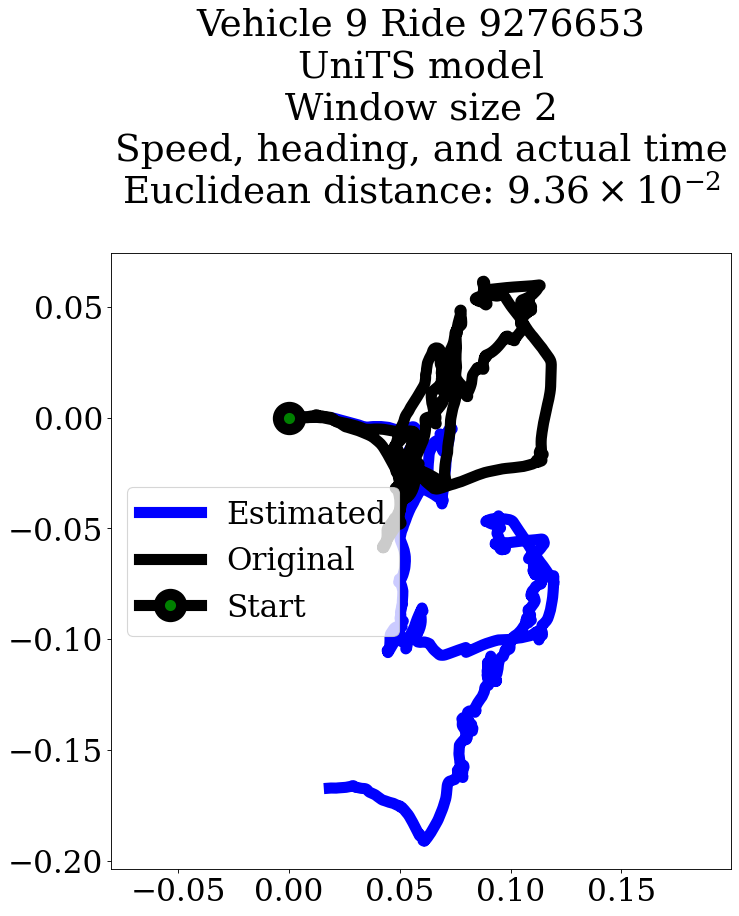 Vehicle 9 Ride 9276653
UniTS model
Window size 2
Speed, heading, and actual time
Euclidean distance: 9.36 × 10⁻²
0.05
0.00
−0.05
−0.10
−0.15
−0.20
Estimated
Original
Start
−0.05 0.00 0.05 0.10 0.15